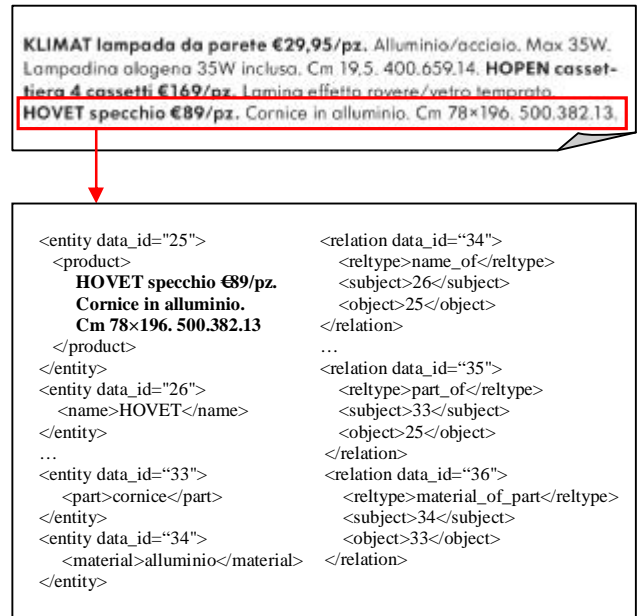 KLIMAT lampada da parete €29,95/pz. Alluminio/acciaio. Max 35W.
Lampadina alogena 35W inclusa. Cm 19,5. 400.659.14. HOPEN casset-
tiera 4 cassetti €169/pz. Lamina effetto rovere/vetro temprato.
HOVET specchio €89/pz. Cornice in alluminio. Cm 78×196. 500.382.13.
<entity data_id="25">
<product>
HOVET specchio €89/pz.
Cornice in alluminio.
Cm 78×196. 500.382.13
</product>
</entity>
<entity data_id="26">
<name>HOVET</name>
</entity>
…
<entity data_id="33">
<part>cornice</part>
</entity>
<entity data_id="34">
<material>alluminio</material>
</entity>
<relation data_id="34">
<reltype>name_of</reltype>
<subject>26</subject>
<object>25</object>
</relation>
…
<relation data_id="35">
<reltype>part_of</reltype>
<subject>33</subject>
<object>25</object>
</relation>
<relation data_id="36">
<reltype>material_of_part</reltype>
<subject>34</subject>
<object>33</object>
</relation>